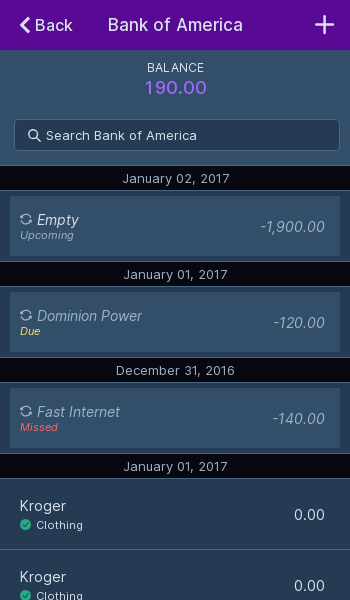 Back
Bank of America
BALANCE
190.00
Search Bank of America
January 02, 2017
Empty
-1,900.00
Upcoming
January 01, 2017
Dominion Power
-120.00
Due
December 31, 2016
Fast Internet
-140.00
Missed
January 01, 2017
Kroger
0.00
Clothing
Kroger
0.00
Clothing